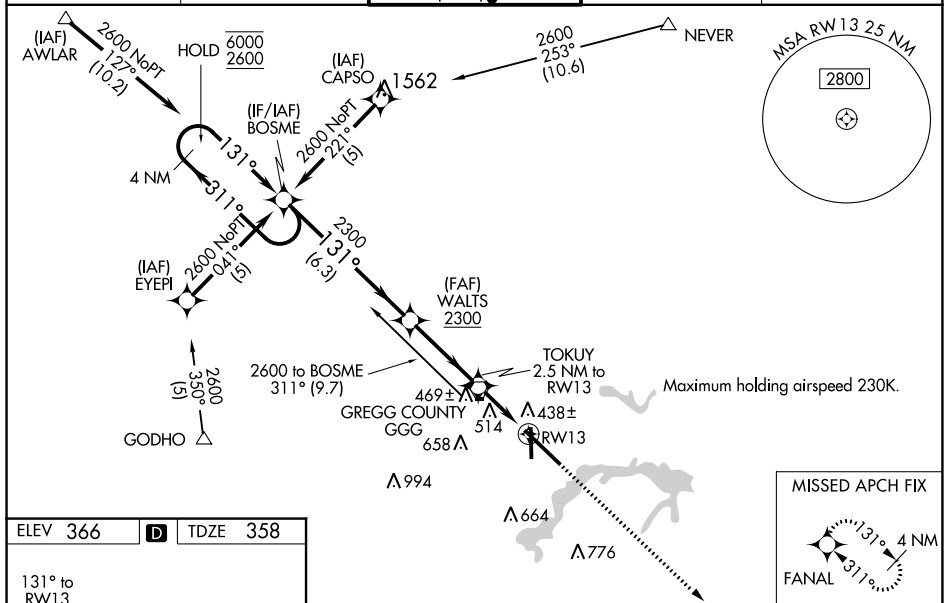 (IAF)
AWLAR
2600 NoPT
127°
(10.2)
HOLD
6000
2600
(IAF)
CAPSO
1562
2600
253°
(10.6)
NEVER
MSA RW13 25 NM
2800
(IF/IAF)
BOSME
2600 NoPT
221°
(5)
131°
4 NM
311°
2600 NoPT
041°
(5)
(IAF)
EYEPI
2300
131°
(6.3)
(FAF)
WALTS
2300
2600
350°
(5)
GODHO
2600 to BOSME
311° (9.7)
TOKUY
2.5 NM to
RW13
Maximum holding airspeed 230K.
469±
GREGG COUNTY
GGG
514
438±
RW13
658
994
664
776
MISSED APCH FIX
131°
4 NM
311°
FANAL
ELEV 366
D
TDZE 358
131° to
RW13